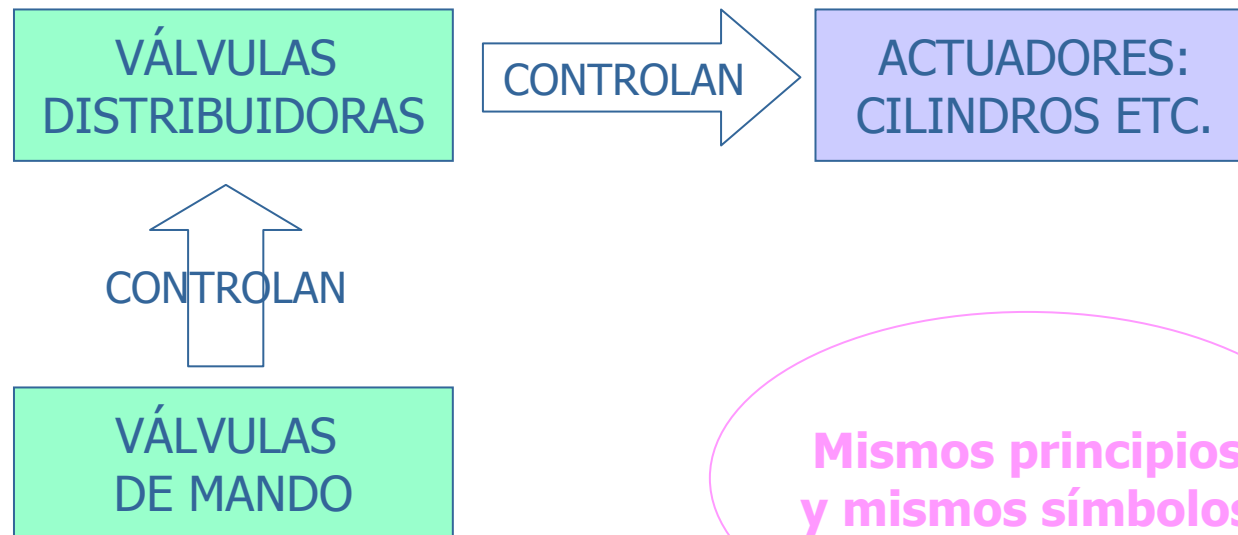 VÁLVULAS
DISTRIBUIDORAS
CONTROLAN
ACTUADORES:
CILINDROS ETC.
CONTROLAN
VÁLVULAS
DE MANDO
Mismos principios
y mismos símbolos